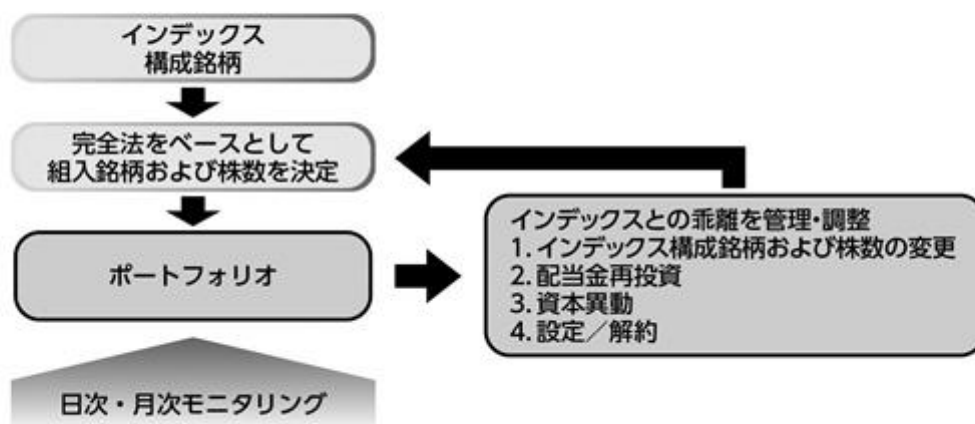 インデックス
構成銘柄
完全法をベースとして
組入銘柄および株数を決定
ポートフォリオ
インデックスとの乖離を管理・調整
1. インデックス構成銘柄および株数の変更
2. 配当金再投資
3. 資本異動
4. 設定／解約
日次・月次モニタリング